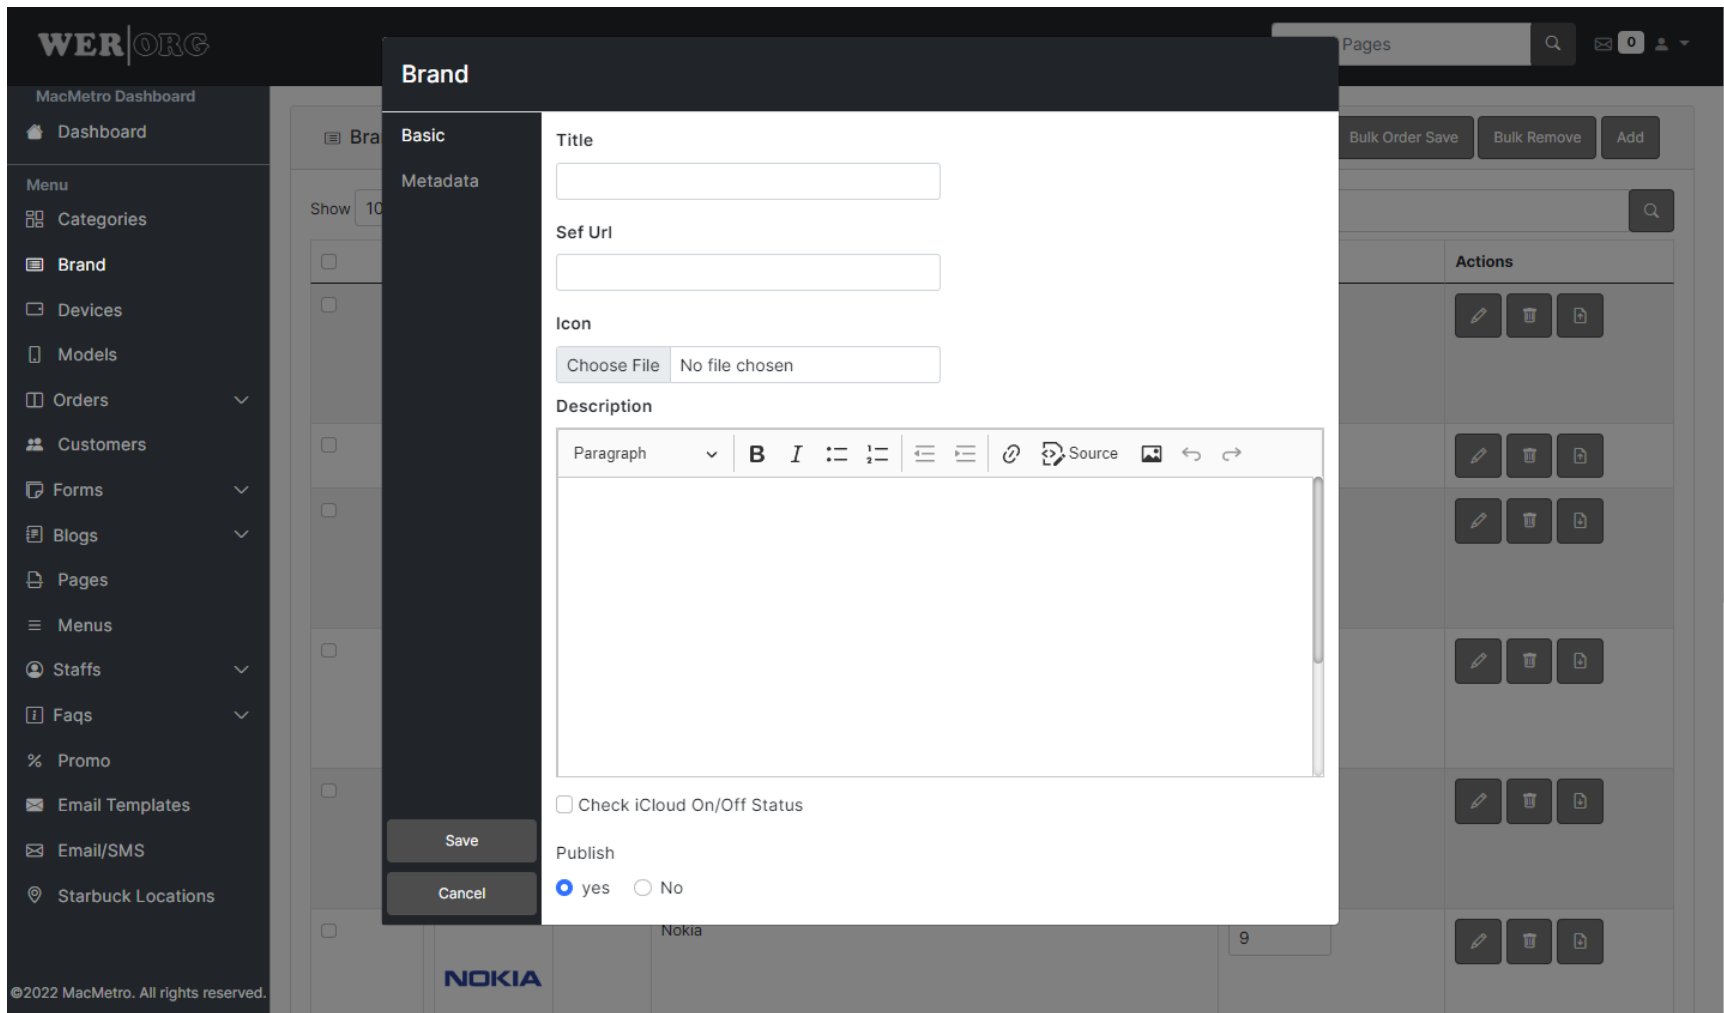 WER|ORG
Pages
0
MacMetro Dashboard
Dashboard
Menu
Categories
Brand
Devices
Models
Orders
Customers
Forms
Blogs
Pages
Menus
Staffs
Faqs
Promo
Email Templates
Email/SMS
Starbuck Locations
©2022 MacMetro. All rights reserved.
Bra
Bulk Order Save
Bulk Remove
Add
Show 10
Actions
Brand
Basic
Metadata
Save
Cancel
Title
Sef Url
Icon
Choose File No file chosen
Description
Paragraph
B I
Source
Check iCloud On/Off Status
Publish
yes No
Nokia
9
NOKIA